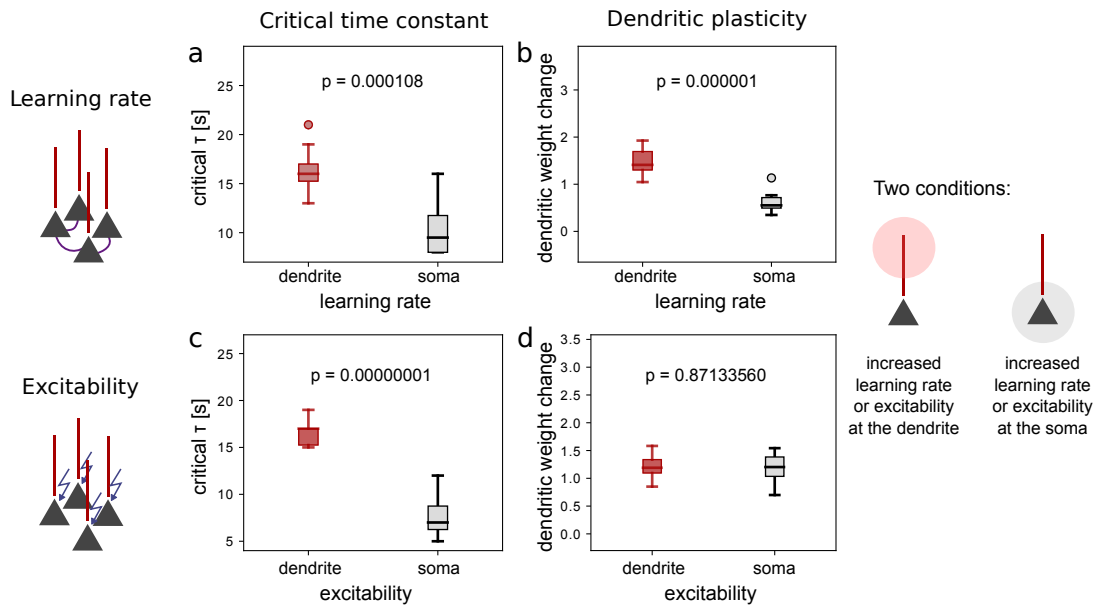 Critical time constant
Dendritic plasticity
Learning rate
a
critical τ [s]
25
20
15
10
p = 0.000108
dendrite
soma
learning rate
b
dendritic weight change
3
2
1
0
p = 0.000001
dendrite
soma
learning rate
Two conditions:
increased
learning rate
or excitability
at the dendrite
increased
learning rate
or excitability
at the soma
Excitability
c
critical τ [s]
25
20
15
10
5
p = 0.00000001
dendrite
soma
excitability
d
dendritic weight change
3.5
3.0
2.5
2.0
1.5
1.0
0.5
0.0
p = 0.87133560
dendrite
soma
excitability